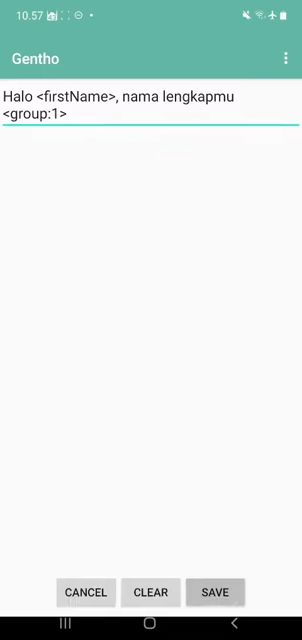 10.57
Gentho
Halo <firstName>, nama lengkapmu
<group:1>
CANCEL
CLEAR
SAVE